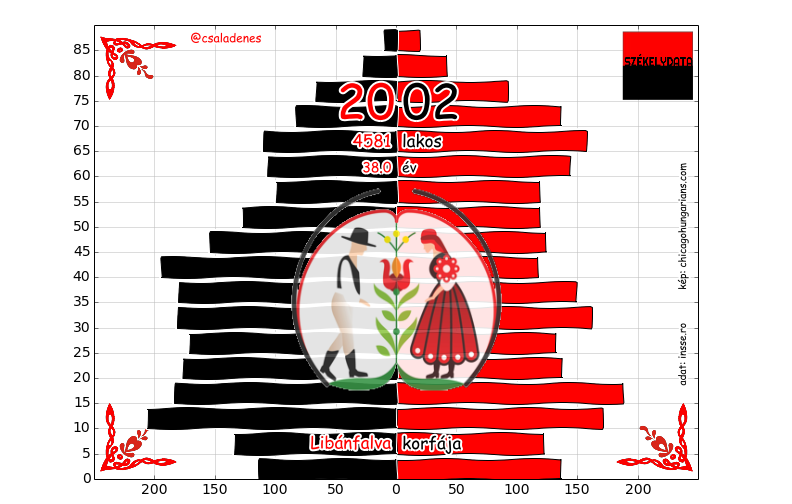 @csaladenes
SZÉKELYDATA
2002
4581 lakos
38.0 év
kép: chicagohungarians.com
adat: insse.ro
Libánfalva korfája
85
80
75
70
65
60
55
50
45
40
35
30
25
20
15
10
5
0
200 150 100 50 0 50 100 150 200